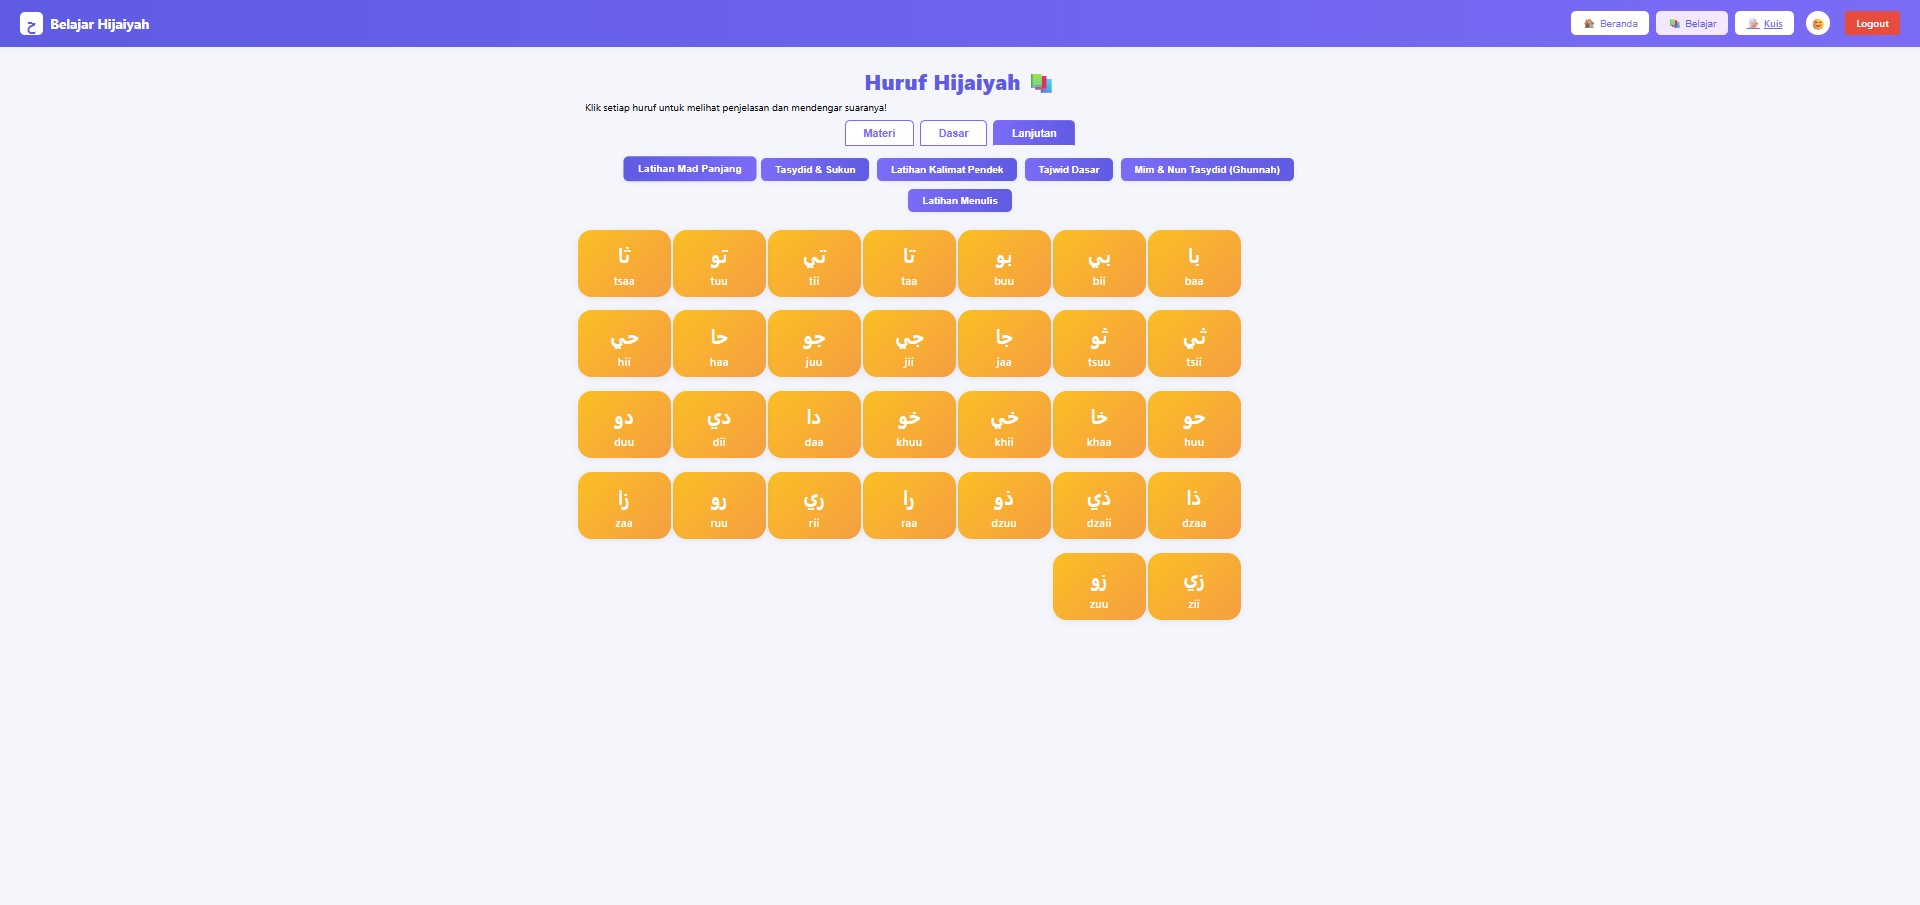 ج Belajar Hijaiyah
🏠 Beranda 📚 Belajar 📝 Kuis 😊 Logout
Huruf Hijaiyah 📚
Klik setiap huruf untuk melihat penjelasan dan mendengar suaranya!
Materi Dasar Lanjutan
Latihan Mad Panjang Tasydid & Sukun Latihan Kalimat Pendek Tajwid Dasar Mim & Nun Tasydid (Ghunnah)
Latihan Menulis
با بي بو تا تي تو ثا
baa bii buu taa tii tuu tsaa
ثي ثو جا جي جو حا حي
tsii tsuu jaa jii juu haa hii
حو خا خي خو دا دي دو
huu khaa khii khuu daa dii duu
ذا ذي ذو را ري رو زا
dzaa dzaii dzuu raa rii ruu zaa
زي زو
zii zuu